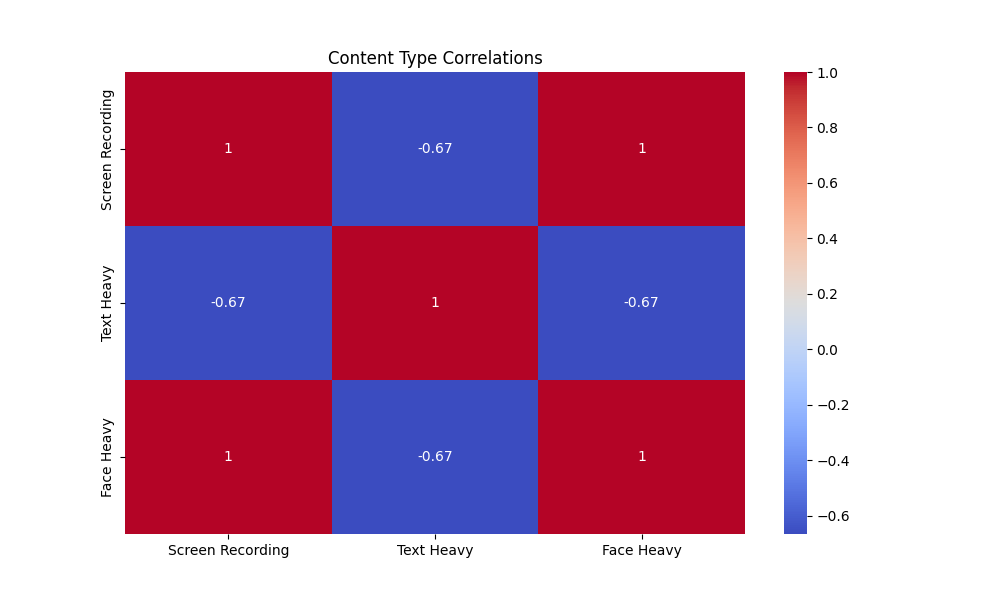 Content Type Correlations
Screen Recording
Text Heavy
Face Heavy
1 -0.67 1
-0.67 1 -0.67
1 -0.67 1
Screen Recording Text Heavy Face Heavy
1.0
0.8
0.6
0.4
0.2
0.0
−0.2
−0.4
−0.6